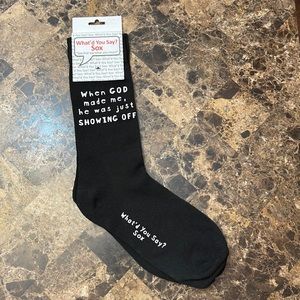 What'd You Say?
Sox
When GOD
made me,
he was just
SHOWING OFF
What'd You Say?
Sox